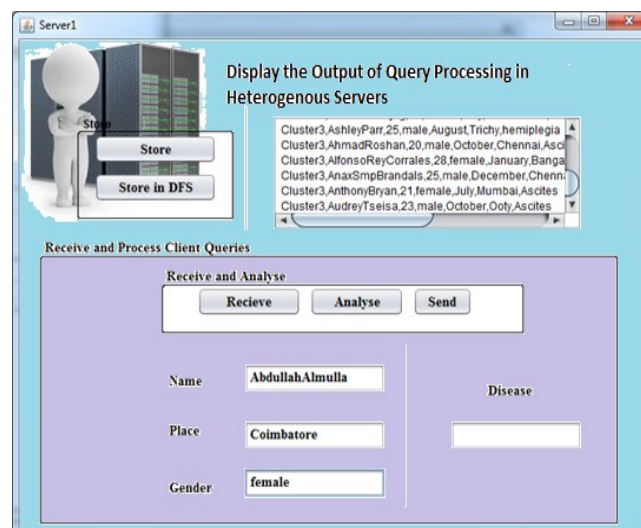 Server1
Display the Output of Query Processing in
Heterogenous Servers
Store
Store
Store in DFS
Cluster3,AshleyParr,25,male,August,Trichy,hemiplegia
Cluster3,AhmadRoshan,20,male,October,Chennai,Asci
Cluster3,AlfonsoReyCorrales,28,female,January,Banga
Cluster3,AnaxSmpBrandals,25,male,December,Chenn
Cluster3,AnthonyBryan,21,female,July,Mumbai,Ascites
Cluster3,AudreyTseisa,23,male,October,Ooty,Ascites
Receive and Process Client Queries
Receive and Analyse
Recieve Analyse Send
Name AbdullahAlmulla
Disease
Place Coimbatore
Gender female